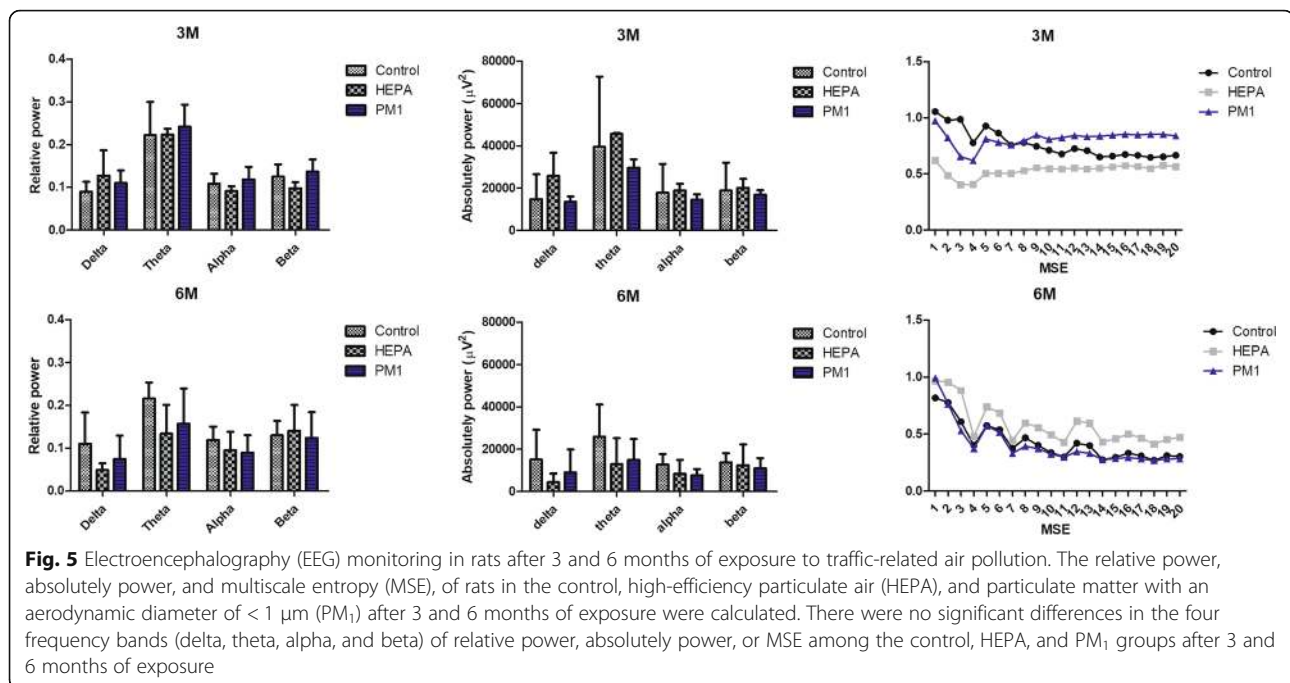 3M
Relative power
0.4
0.3
0.2
0.1
0.0
Delta
Theta
Alpha
Beta
Control
HEPA
PM1
3M
Absolutely power (μV²)
80000
60000
40000
20000
0
delta
theta
alpha
beta
Control
HEPA
PM1
3M
1.5
1.0
0.5
0.0
1 2 3 4 5 6 7 8 9 10 11 12 13 14 15 16 17 18 19 20
MSE
Control
HEPA
PM1
6M
Relative power
0.4
0.3
0.2
0.1
0.0
Delta
Theta
Alpha
Beta
Control
HEPA
PM1
6M
Absolutely power (μV²)
80000
60000
40000
20000
0
delta
theta
alpha
beta
Control
HEPA
PM1
6M
1.5
1.0
0.5
0.0
1 2 3 4 5 6 7 8 9 10 11 12 13 14 15 16 17 18 19 20
MSE
Control
HEPA
PM1
Fig. 5 Electroencephalography (EEG) monitoring in rats after 3 and 6 months of exposure to traffic-related air pollution. The relative power,
absolutely power, and multiscale entropy (MSE), of rats in the control, high-efficiency particulate air (HEPA), and particulate matter with an
aerodynamic diameter of < 1 μm (PM₁) after 3 and 6 months of exposure were calculated. There were no significant differences in the four
frequency bands (delta, theta, alpha, and beta) of relative power, absolutely power, or MSE among the control, HEPA, and PM₁ groups after 3 and
6 months of exposure